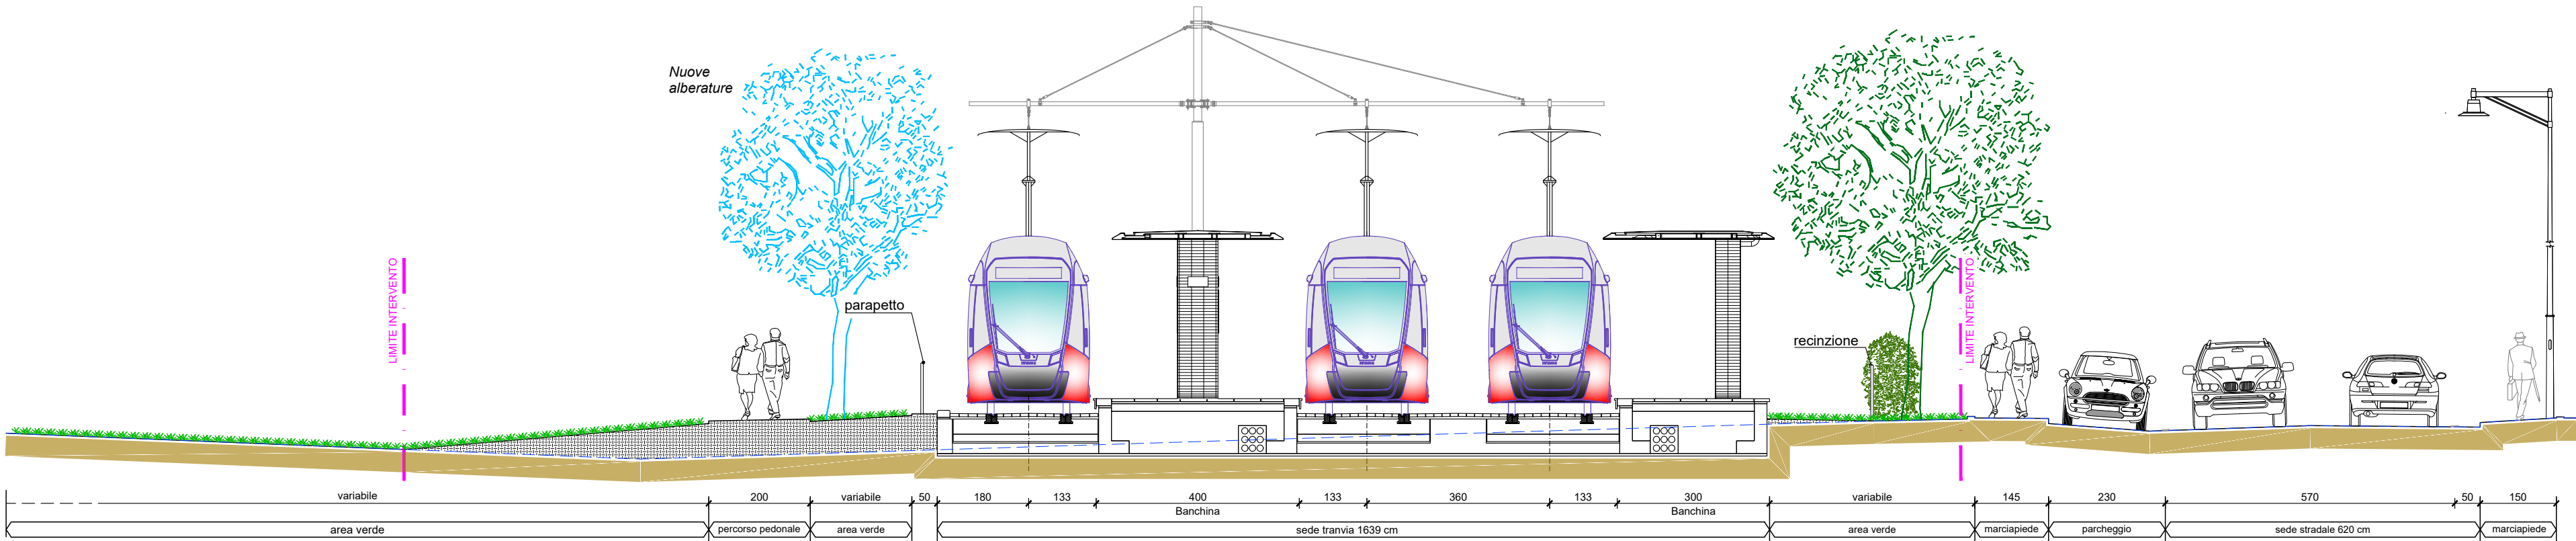 Nuove
alberature
LIMITE INTERVENTO
parapetto
recinzione
LIMITE INTERVENTO
variabile
200
variabile
50
180
133
400
133
360
133
300
variabile
145
230
570
50
150
Banchina
Banchina
area verde
percorso pedonale
area verde
sede tranvia 1639 cm
area verde
marciapiede
parcheggio
sede stradale 620 cm
marciapiede